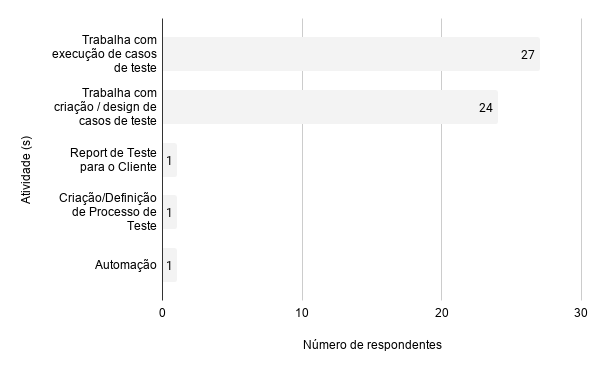 Trabalha com
execução de casos
de teste
27
Trabalha com
criação / design de
casos de teste
24
Report de Teste
para o Cliente
1
Criação/Definição
de Processo de
Teste
1
Automação
1
Atividade (s)
0
10
20
30
Número de respondentes